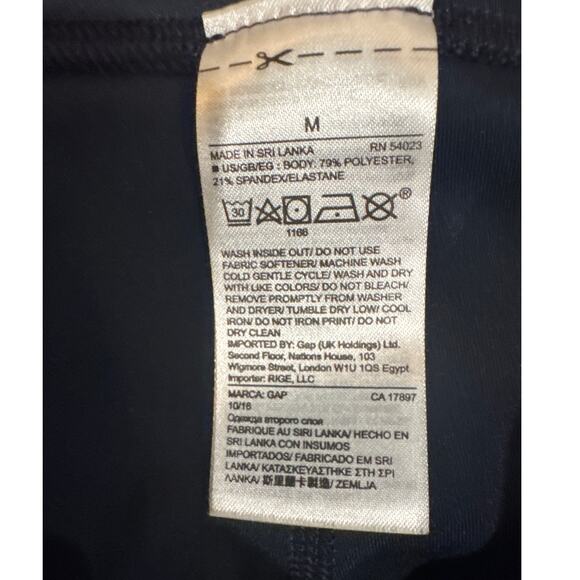 M
MADE IN SRI LANKA RN 54023
■ US/GB/EG : BODY: 79% POLYESTER,
21% SPANDEX/ELASTANE
30 ®
1166
WASH INSIDE OUT/ DO NOT USE
FABRIC SOFTENER/ MACHINE WASH
COLD GENTLE CYCLE/ WASH AND DRY
WITH LIKE COLORS/ DO NOT BLEACH/
REMOVE PROMPTLY FROM WASHER
AND DRYER/ TUMBLE DRY LOW/ COOL
IRON/ DO NOT IRON PRINT/ DO NOT
DRY CLEAN
IMPORTED BY: Gap (UK Holdings) Ltd.
Second Floor, Nations House, 103
Wigmore Street, London W1U 1QS Egypt
Importer: RIGE, LLC
MARCA: GAP CA 17897
10/16
Одежда второго слоя
FABRIQUE AU SIRI LANKA/ HECHO EN
SRI LANKA CON INSUMOS
IMPORTADOS/ FABRICADO EM SRI
LANKA/ ΚΑΤΑΣΚΕΥΑΣΤΗΚΕ ΣΤΗ ΣΡΙ
ΛΑΝΚΑ/ 斯里蘭卡製造/ ZEMLJA